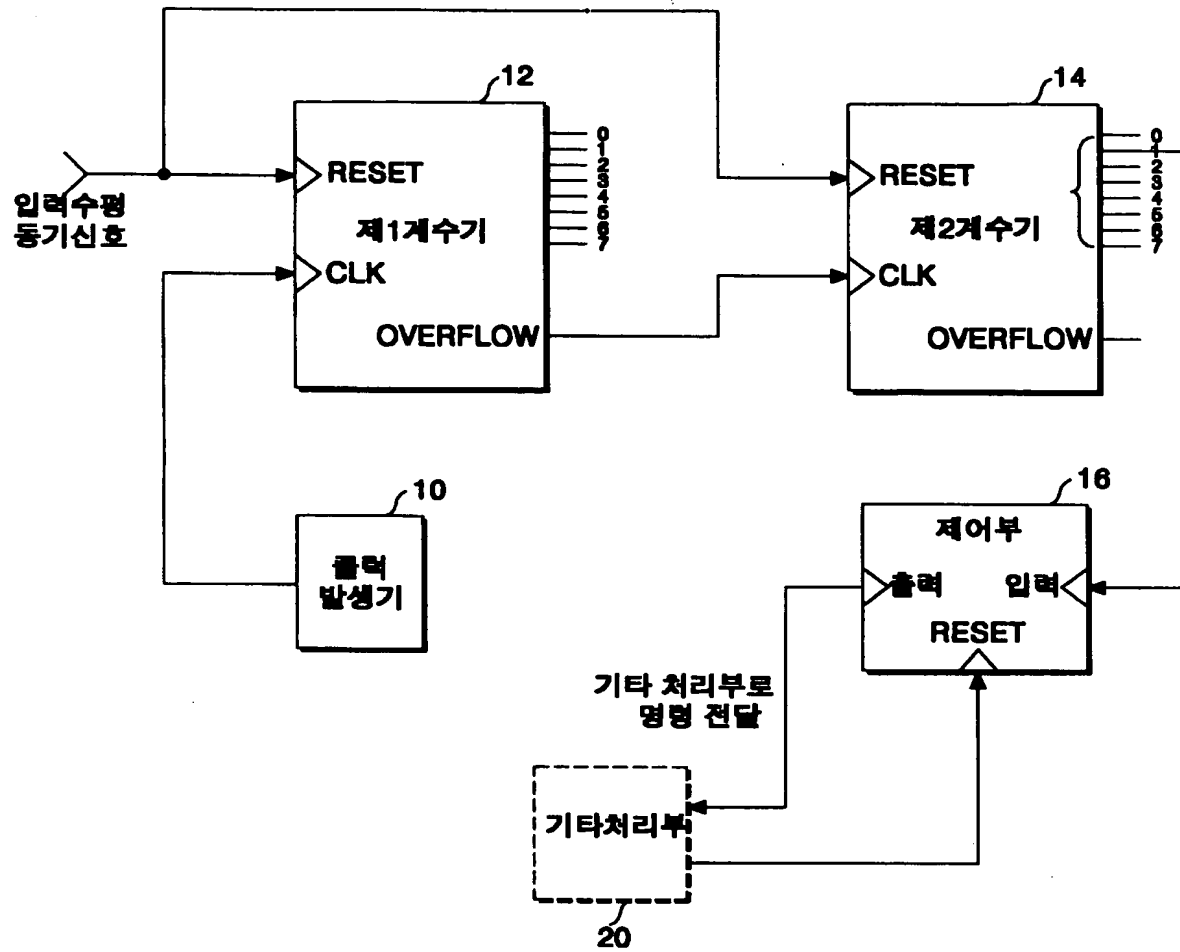 12
14
입력수평
동기신호
RESET
제1계수기
CLK
OVERFLOW
0
1
2
3
4
5
6
7
RESET
제2계수기
CLK
OVERFLOW
0
1
2
3
4
5
6
7
10
클럭
발생기
16
제어부
출력
입력
RESET
기타 처리부로
명령 전달
기타처리부
20